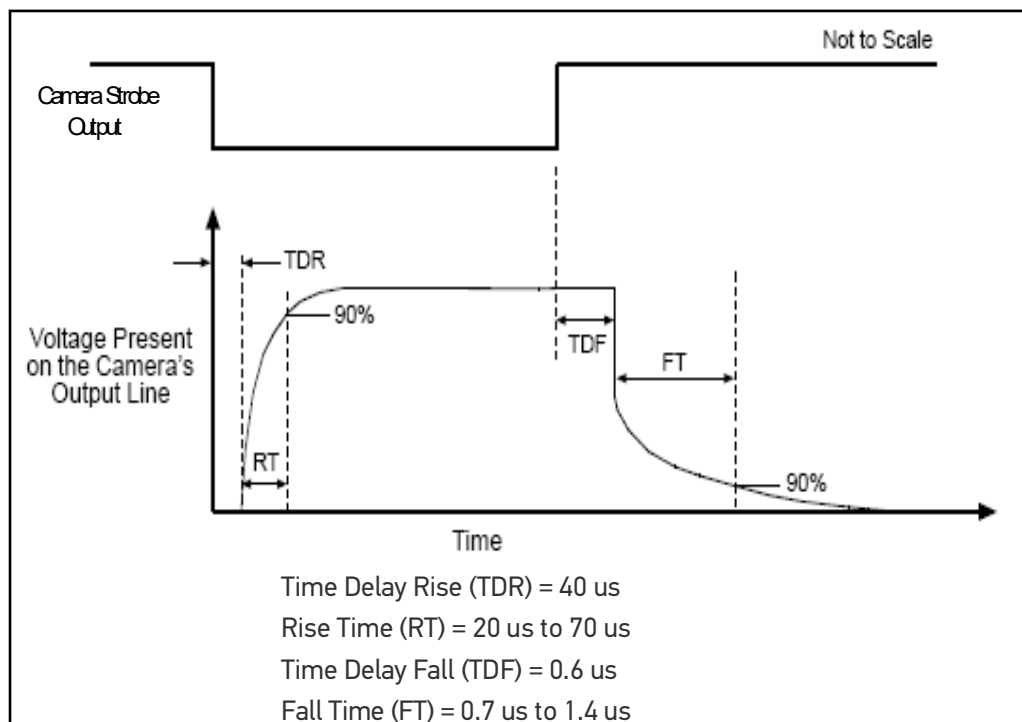 Not to Scale
Camera Strobe
Output
TDR
90%
Voltage Present
on the Camera's
Output Line
TDF
FT
RT
90%
Time
Time Delay Rise (TDR) = 40 us
Rise Time (RT) = 20 us to 70 us
Time Delay Fall (TDF) = 0.6 us
Fall Time (FT) = 0.7 us to 1.4 us